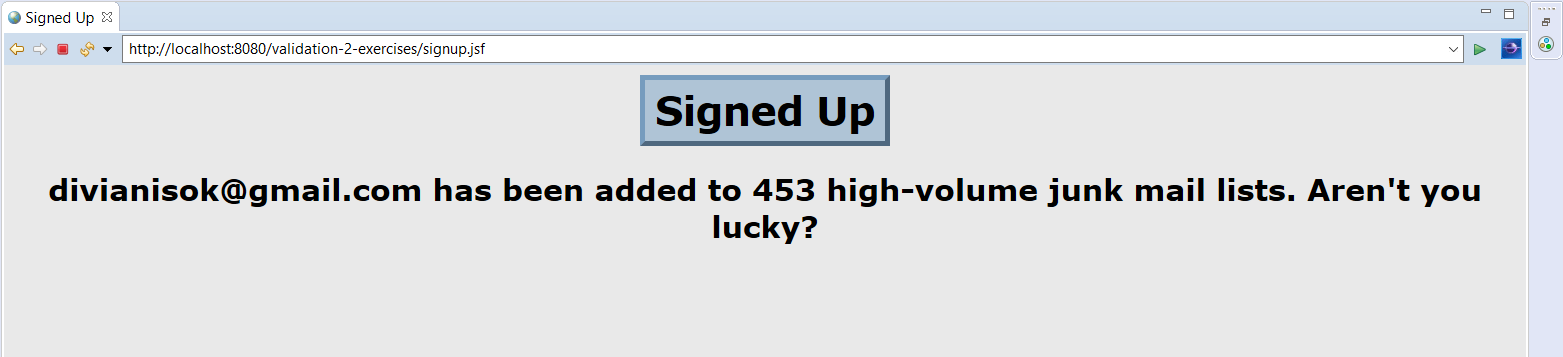 Signed Up
http://localhost:8080/validation-2-exercises/signup.jsf
Signed Up
divianisok@gmail.com has been added to 453 high-volume junk mail lists. Aren't you
lucky?